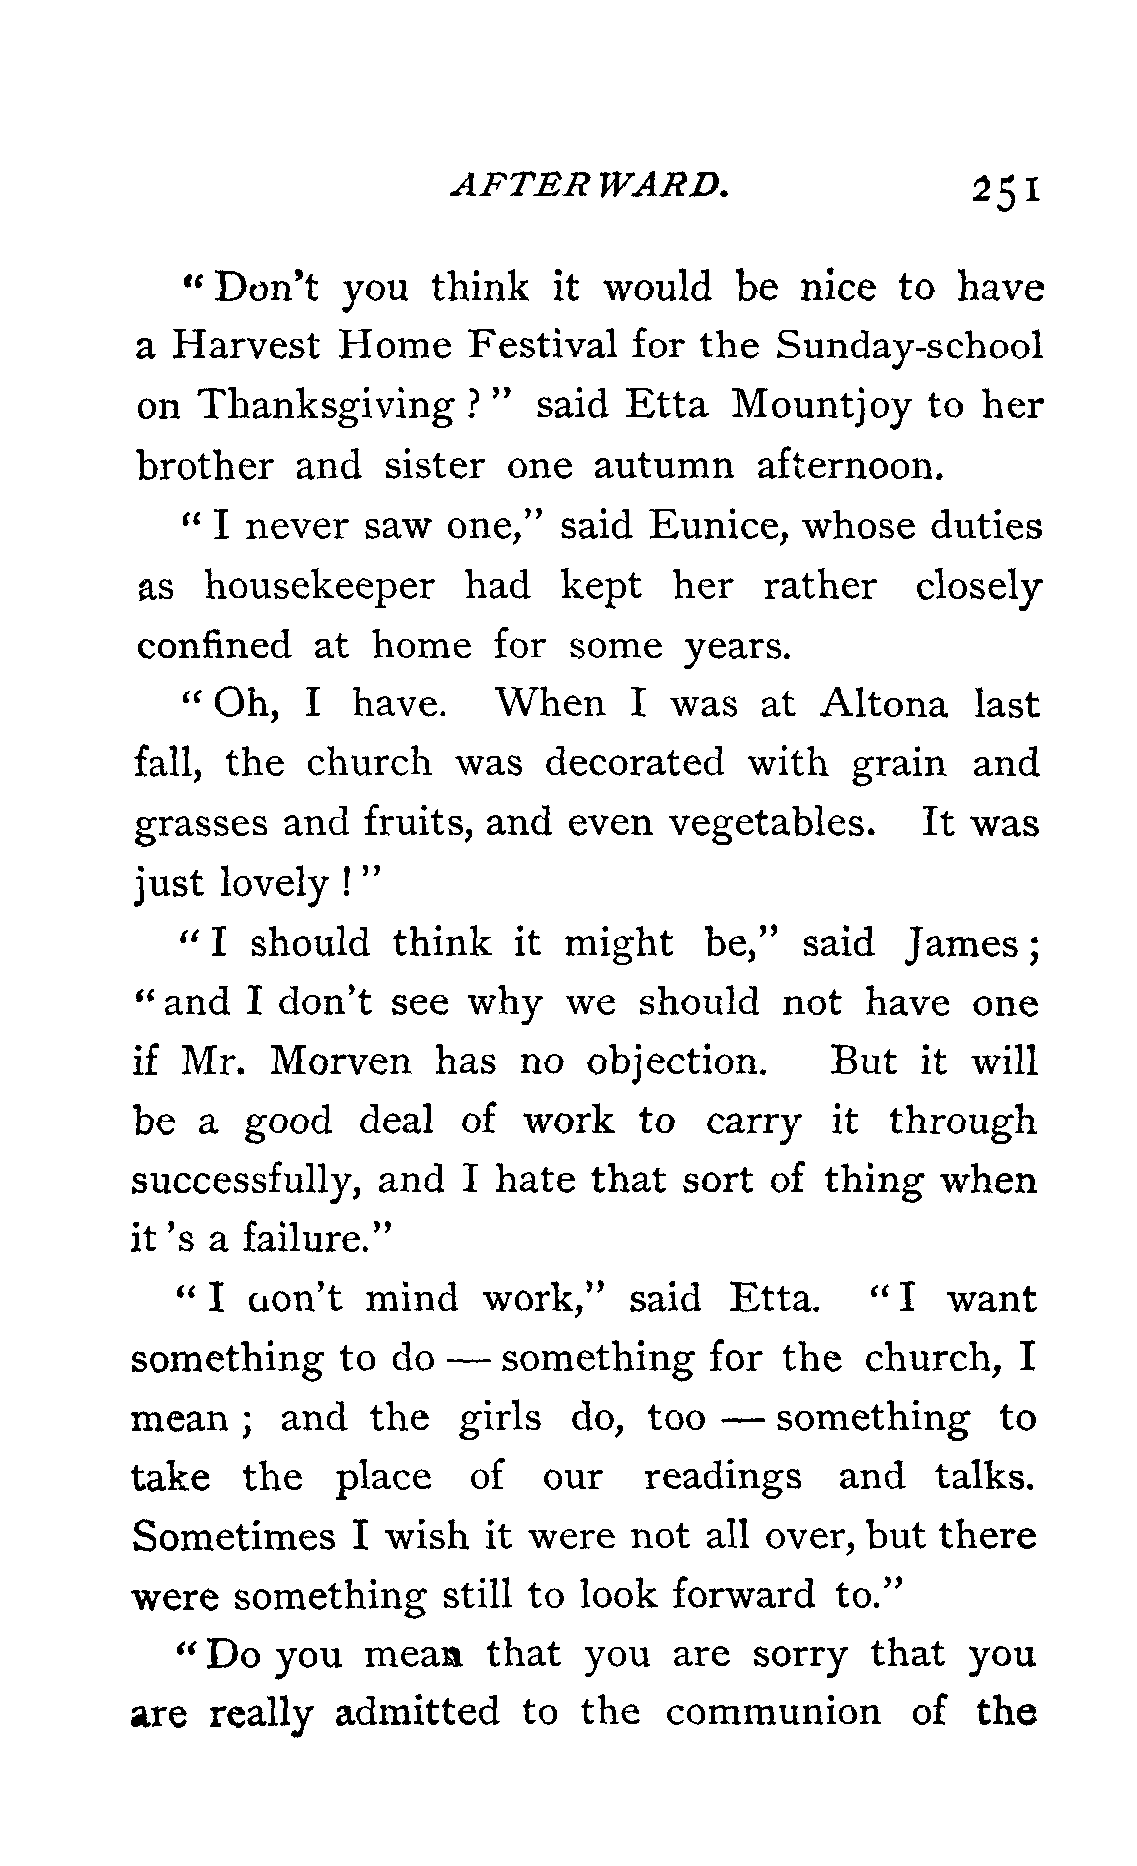 AFTERWARD. 251
" Don't you think it would be nice to have
a Harvest Home Festival for the Sunday-school
on Thanksgiving ? " said Etta Mountjoy to her
brother and sister one autumn afternoon.
" I never saw one," said Eunice, whose duties
as housekeeper had kept her rather closely
confined at home for some years.
" Oh, I have. When I was at Altona last
fall, the church was decorated with grain and
grasses and fruits, and even vegetables. It was
just lovely ! "
" I should think it might be," said James ;
" and I don't see why we should not have one
if Mr. Morven has no objection. But it will
be a good deal of work to carry it through
successfully, and I hate that sort of thing when
it 's a failure."
" I don't mind work," said Etta. " I want
something to do — something for the church, I
mean ; and the girls do, too — something to
take the place of our readings and talks.
Sometimes I wish it were not all over, but there
were something still to look forward to."
" Do you mean that you are sorry that you
are really admitted to the communion of the